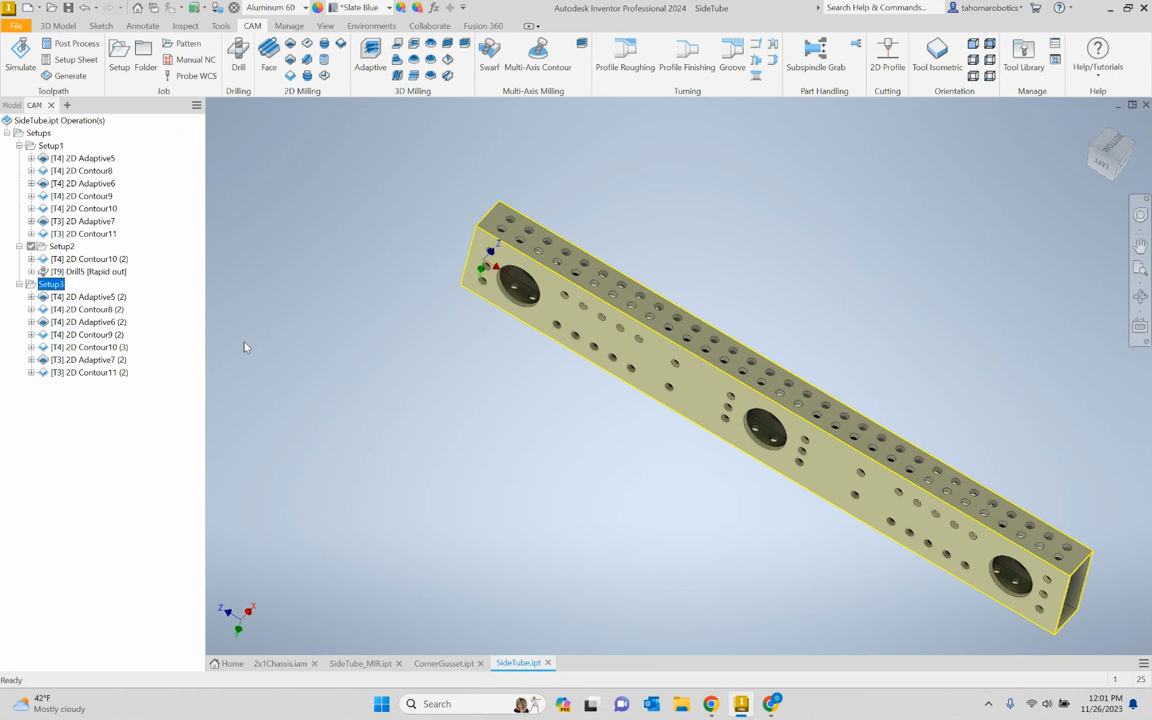 Aluminum 60 *Slate Blue Autodesk Inventor Professional 2024 SideTube Search Help & Commands... tahomarobotics
File 3D Model Sketch Annotate Inspect Tools CAM Manage View Environments Collaborate Fusion 360
Simulate Post Process Setup Sheet Generate Setup Folder Pattern Manual NC Probe WCS Drill Face Adaptive Swarf Multi-Axis Contour Profile Roughing Profile Finishing Groove Subspindle Grab 2D Profile Tool Isometric Tool Library Help/Tutorials
Toolpath Job Drilling 2D Milling 3D Milling Multi-Axis Milling Turning Part Handling Cutting Orientation Manage Help
Model CAM
SideTube.ipt Operation(s)
Setups
Setup1
[T4] 2D Adaptive5
[T4] 2D Contour8
[T4] 2D Adaptive6
[T4] 2D Contour9
[T4] 2D Contour10
[T3] 2D Adaptive7
[T3] 2D Contour11
Setup2
[T4] 2D Contour10 (2)
[T9] Drill5 [Rapid out]
Setup3
[T4] 2D Adaptive5 (2)
[T4] 2D Contour8 (2)
[T4] 2D Adaptive6 (2)
[T4] 2D Contour9 (2)
[T4] 2D Contour10 (3)
[T3] 2D Adaptive7 (2)
[T3] 2D Contour11 (2)
BOTTOM
LEFT
Z
Z X
Home 2x1Chassis.iam SideTube_MIR.ipt CornerGusset.ipt SideTube.ipt
Ready 1 25
42°F
Mostly cloudy
Search
12:01 PM
11/26/2023